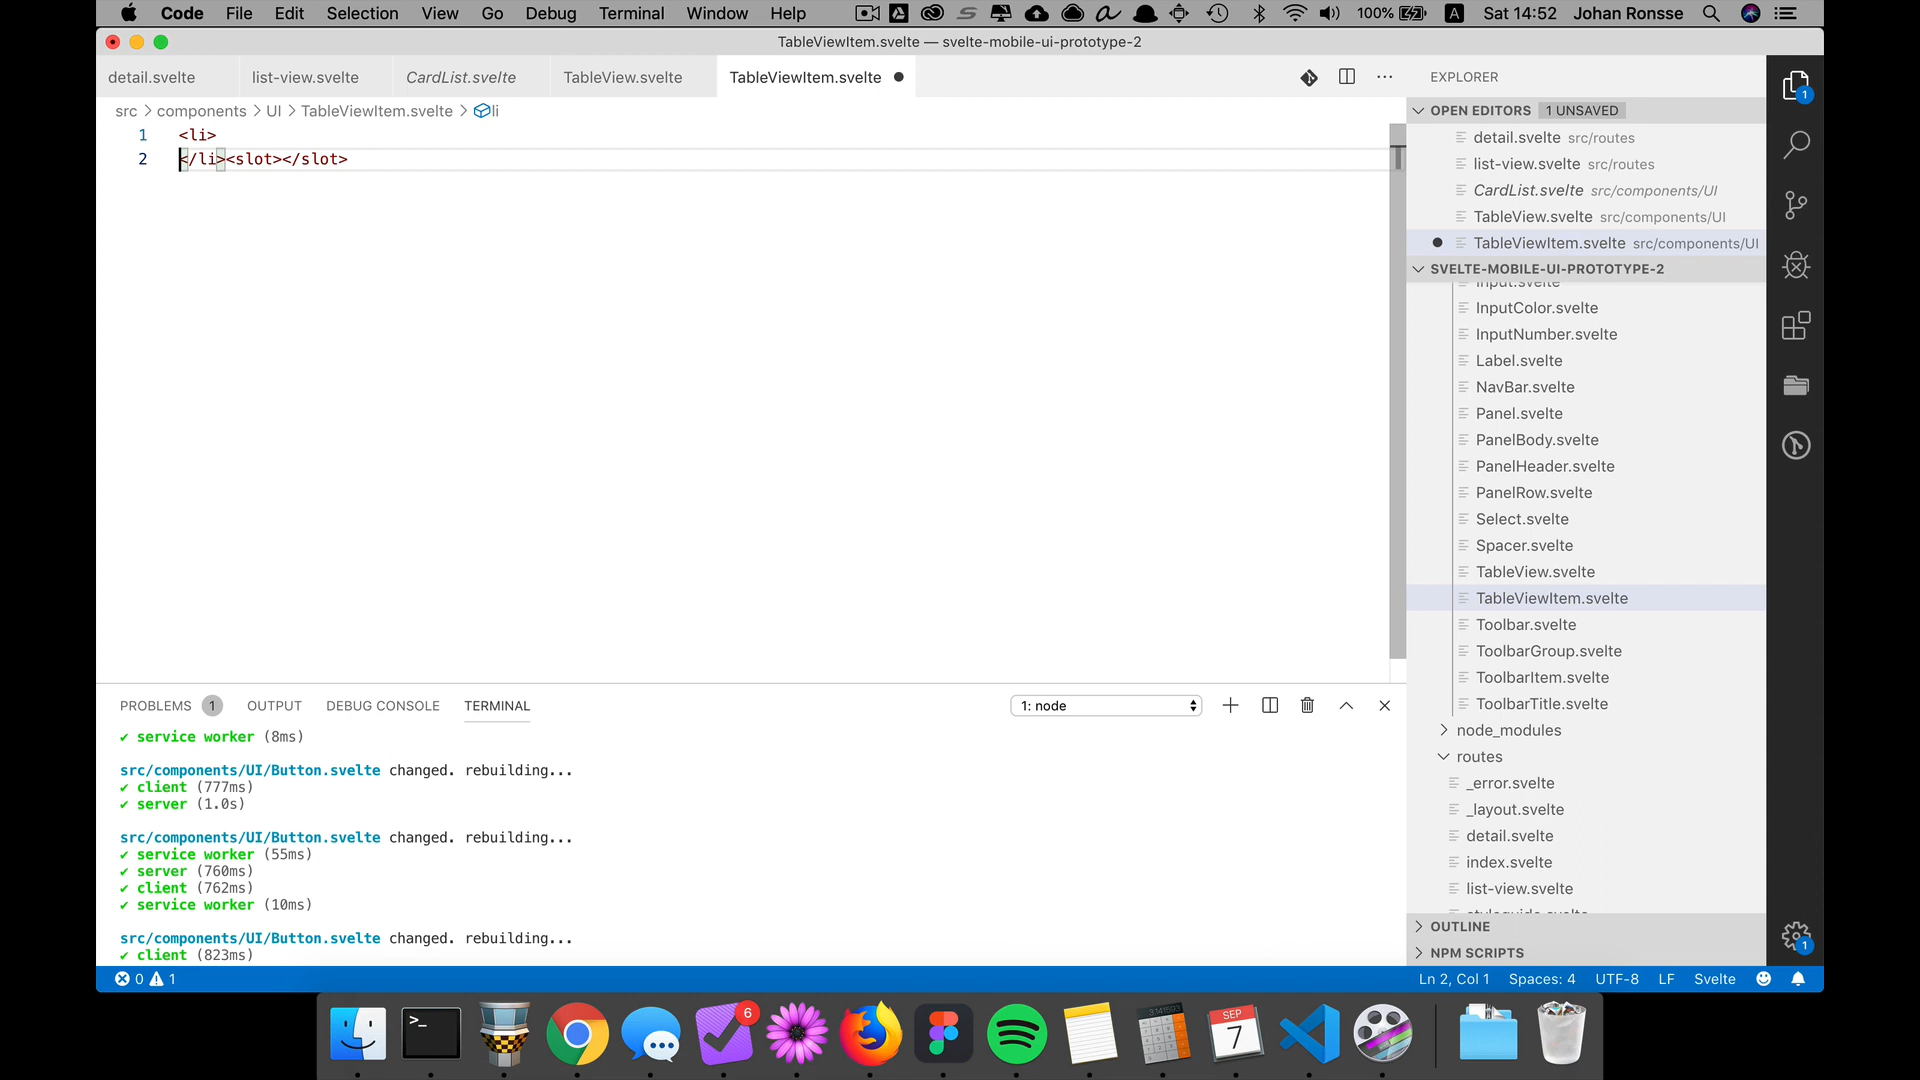 Code File Edit Selection View Go Debug Terminal Window Help 100% A Sat 14:52 Johan Ronsse
TableViewItem.svelte — svelte-mobile-ui-prototype-2
detail.svelte list-view.svelte CardList.svelte TableView.svelte TableViewItem.svelte
src > components > UI > TableViewItem.svelte > li
1 <li>
2 </li><slot></slot>
EXPLORER
OPEN EDITORS 1 UNSAVED
detail.svelte src/routes
list-view.svelte src/routes
CardList.svelte src/components/UI
TableView.svelte src/components/UI
TableViewItem.svelte src/components/UI
SVELTE-MOBILE-UI-PROTOTYPE-2
Input.svelte
InputColor.svelte
InputNumber.svelte
Label.svelte
NavBar.svelte
Panel.svelte
PanelBody.svelte
PanelHeader.svelte
PanelRow.svelte
Select.svelte
Spacer.svelte
TableView.svelte
TableViewItem.svelte
Toolbar.svelte
ToolbarGroup.svelte
ToolbarItem.svelte
ToolbarTitle.svelte
node_modules
routes
_error.svelte
_layout.svelte
detail.svelte
index.svelte
list-view.svelte
styleguide.svelte
OUTLINE
NPM SCRIPTS
1
1
PROBLEMS 1 OUTPUT DEBUG CONSOLE TERMINAL 1: node
✔ service worker (8ms)
src/components/UI/Button.svelte changed. rebuilding...
✔ client (777ms)
✔ server (1.0s)
src/components/UI/Button.svelte changed. rebuilding...
✔ service worker (55ms)
✔ server (760ms)
✔ client (762ms)
✔ service worker (10ms)
src/components/UI/Button.svelte changed. rebuilding...
✔ client (823ms)
0 1 Ln 2, Col 1 Spaces: 4 UTF-8 LF Svelte
>_
6
SEP
7